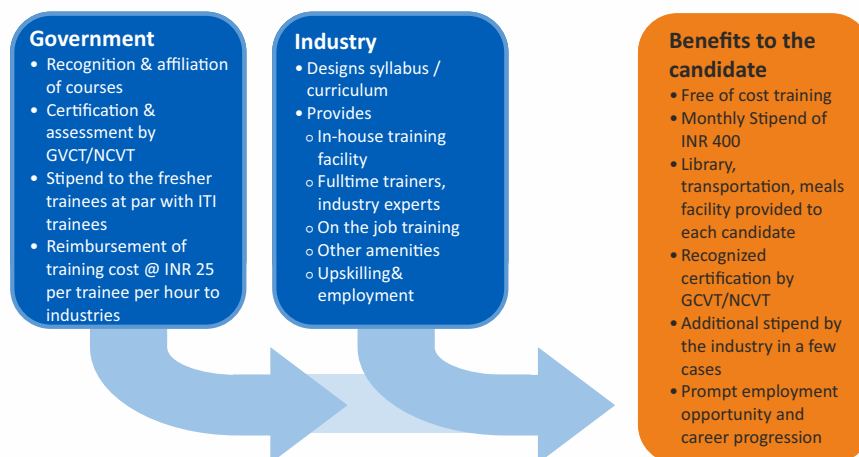 Government
• Recognition & affiliation
of courses
• Certification &
assessment by
GVCT/NCVT
• Stipend to the fresher
trainees at par with ITI
trainees
• Reimbursement of
training cost @ INR 25
per trainee per hour to
industries
Industry
• Designs syllabus /
curriculum
• Provides
o In-house training
facility
o Fulltime trainers,
industry experts
o On the job training
o Other amenities
o Upskilling&
employment
Benefits to the
candidate
• Free of cost training
• Monthly Stipend of
INR 400
• Library,
transportation, meals
facility provided to
each candidate
• Recognized
certification by
GCVT/NCVT
• Additional stipend by
the industry in a few
cases
• Prompt employment
opportunity and
career progression